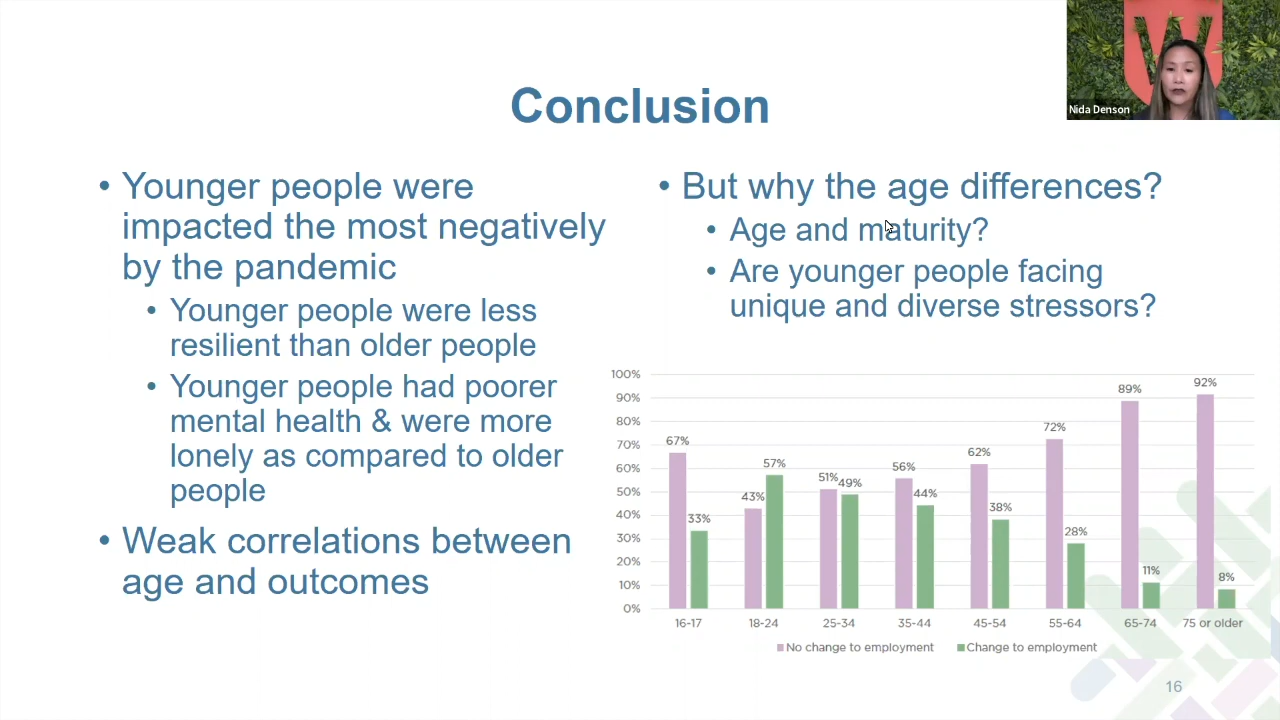 Conclusion
Nida Denson
• Younger people were
impacted the most negatively
by the pandemic
• Younger people were less
resilient than older people
• Younger people had poorer
mental health & were more
lonely as compared to older
people
• Weak correlations between
age and outcomes
• But why the age differences?
• Age and maturity?
• Are younger people facing
unique and diverse stressors?
100%
90%
80%
70%
60%
50%
40%
30%
20%
10%
0%
67% 33%
43% 57%
51% 49%
56% 44%
62% 38%
72% 28%
89% 11%
92% 8%
16-17 18-24 25-34 35-44 45-54 55-64 65-74 75 or older
No change to employment Change to employment
16
W